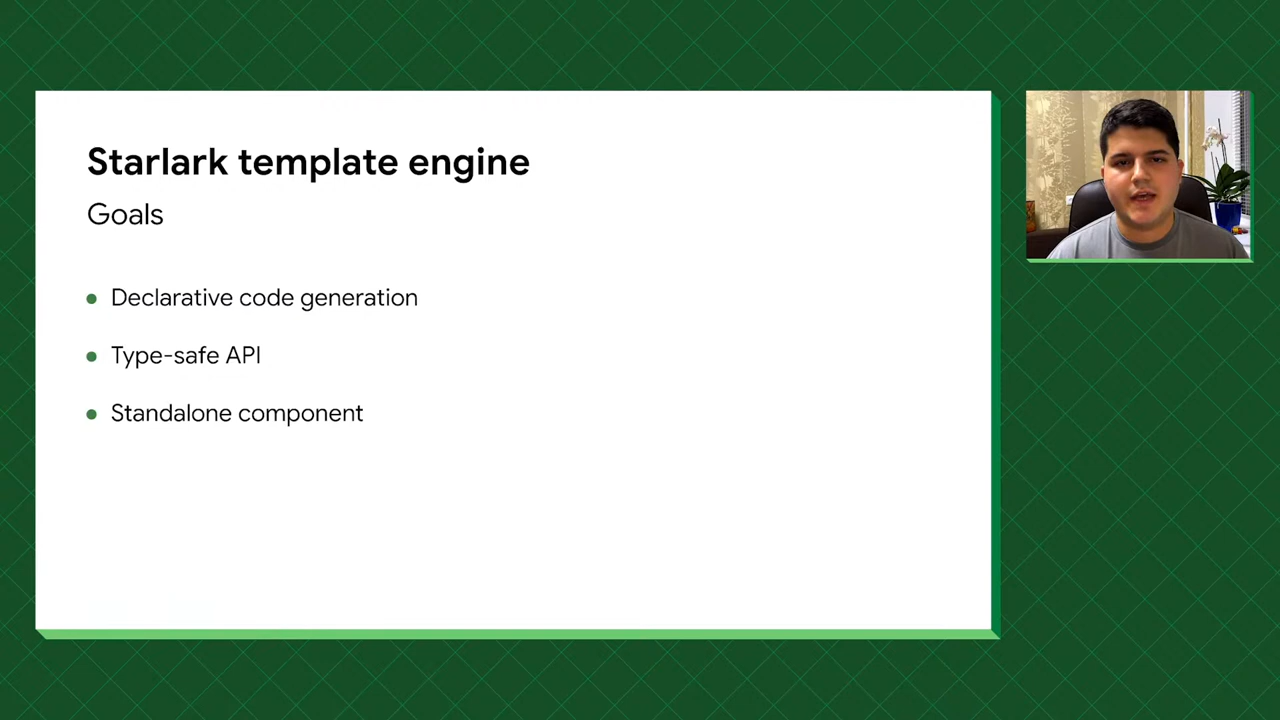 Starlark template engine
Goals
Declarative code generation
Type-safe API
Standalone component